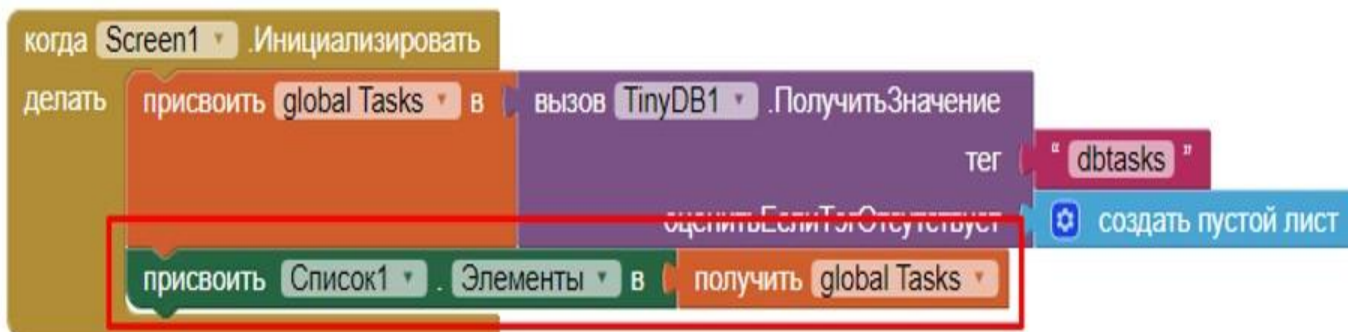 когда Screen1 .Инициализировать
делать присвоить global Tasks в вызов TinyDB1 .ПолучитьЗначение
тег " dbtasks "
оценитьЕслиТэгОтсутствует создать пустой лист
присвоить Список1 . Элементы в получить global Tasks